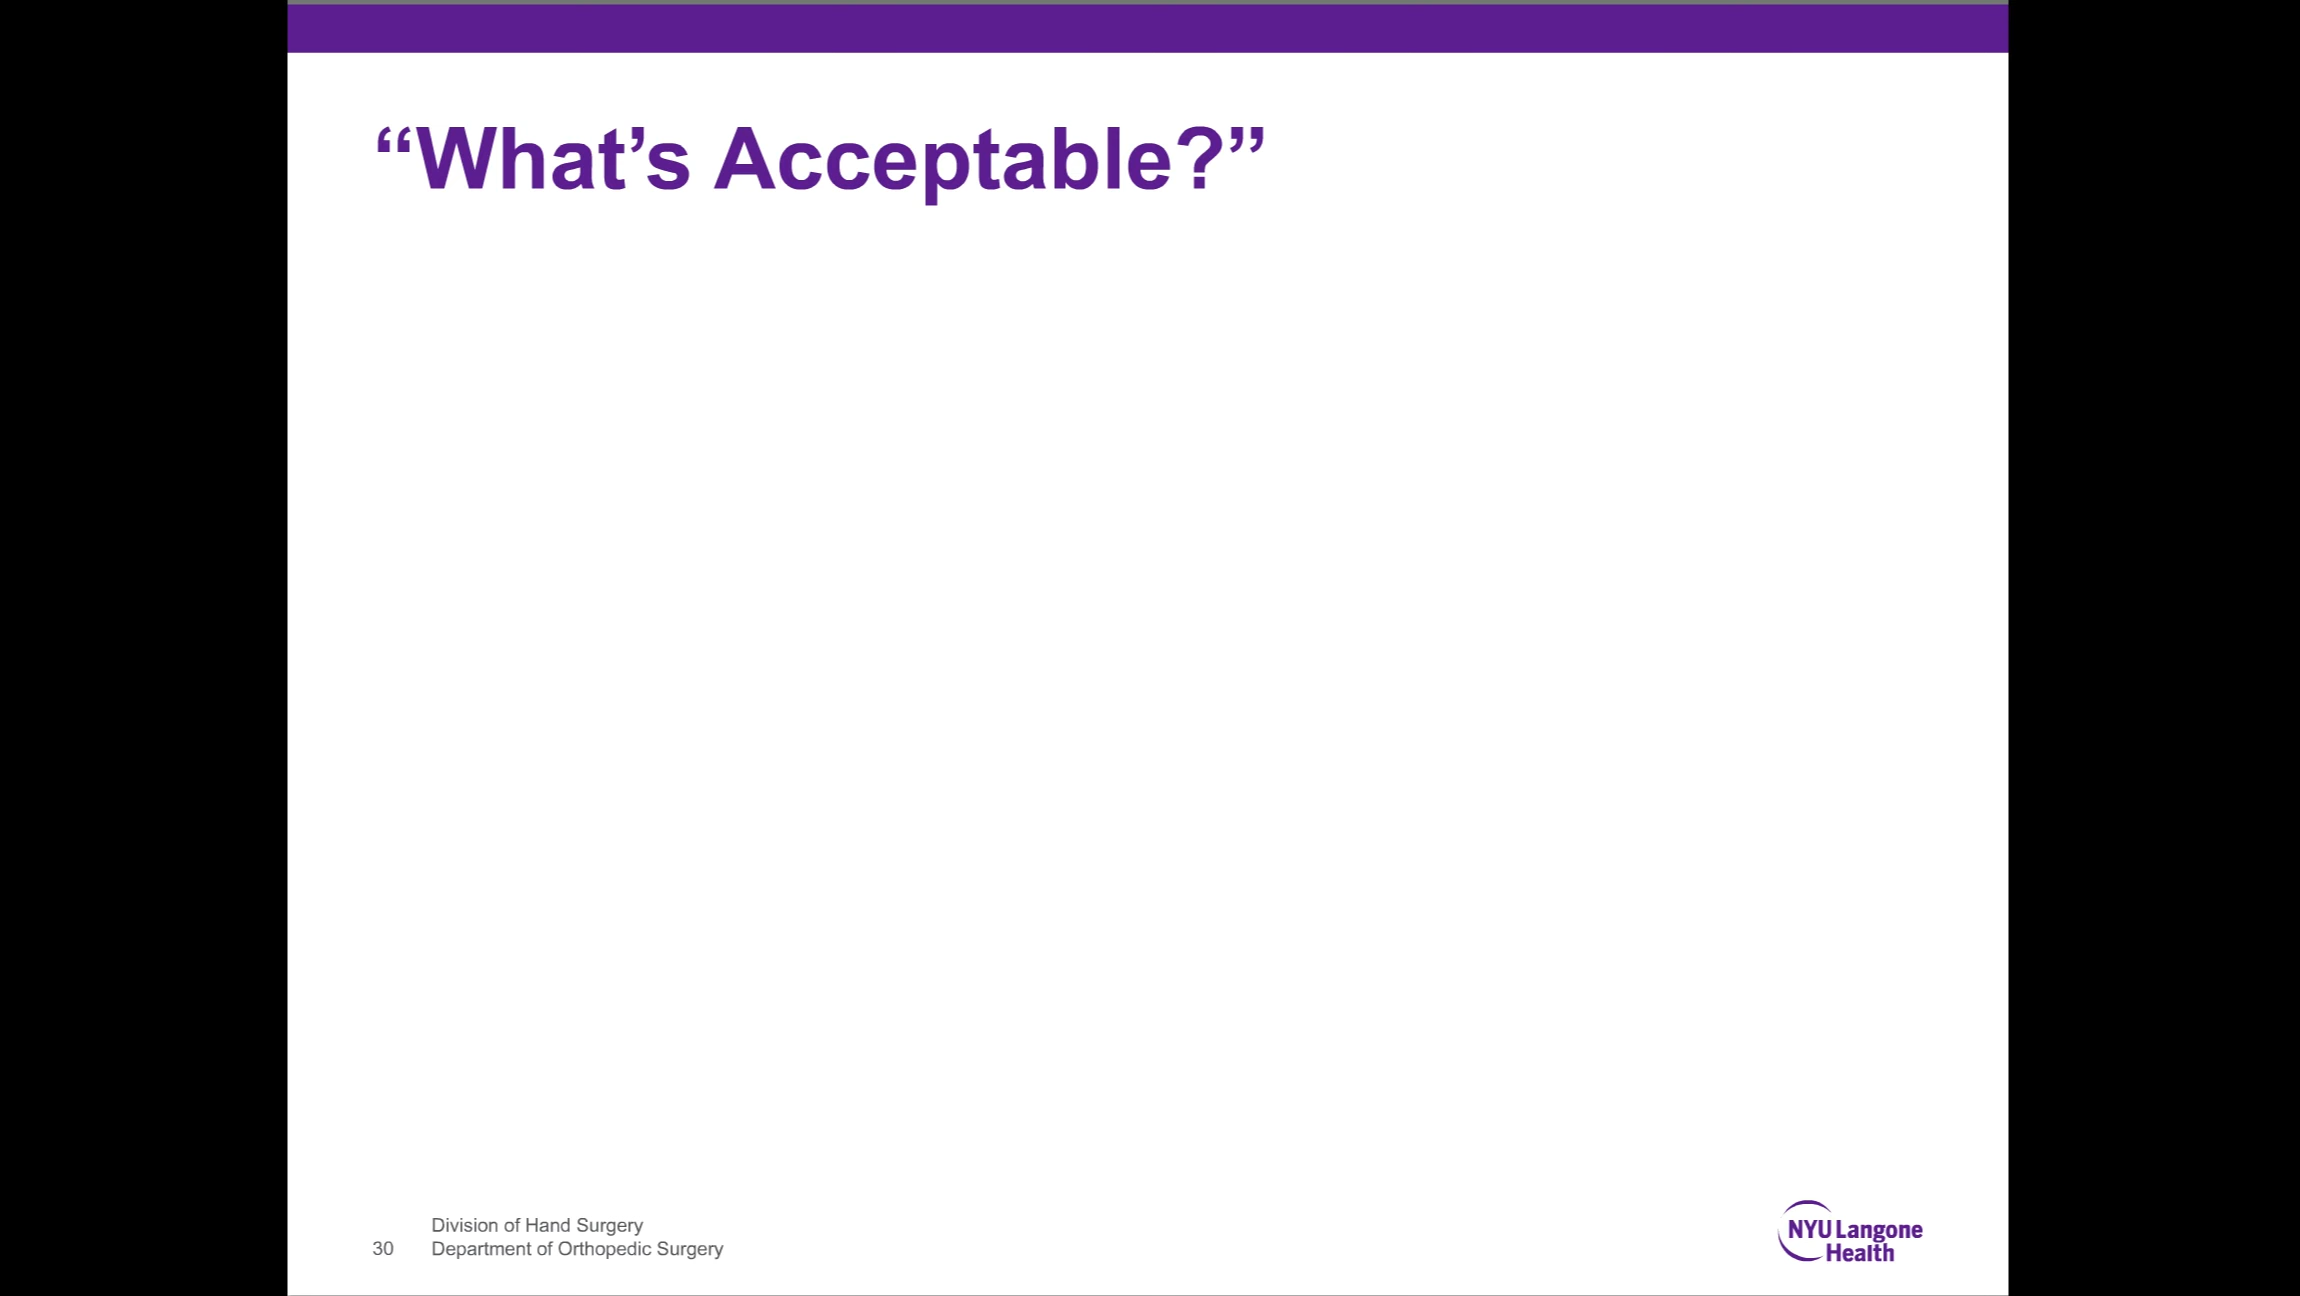 “What’s Acceptable?”
Division of Hand Surgery
30 Department of Orthopedic Surgery
NYU Langone
Health